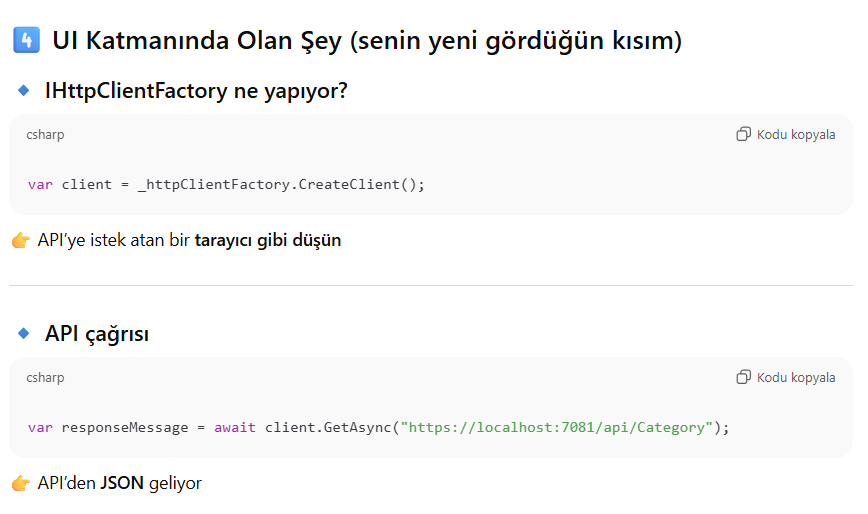 4 UI Katmanında Olan Şey (senin yeni gördüğün kısım)
IHttpClientFactory ne yapıyor?
csharp Kodu kopyala
var client = _httpClientFactory.CreateClient();
👉 API’ye istek atan bir tarayıcı gibi düşün
API çağrısı
csharp Kodu kopyala
var responseMessage = await client.GetAsync("https://localhost:7081/api/Category");
👉 API’den JSON geliyor